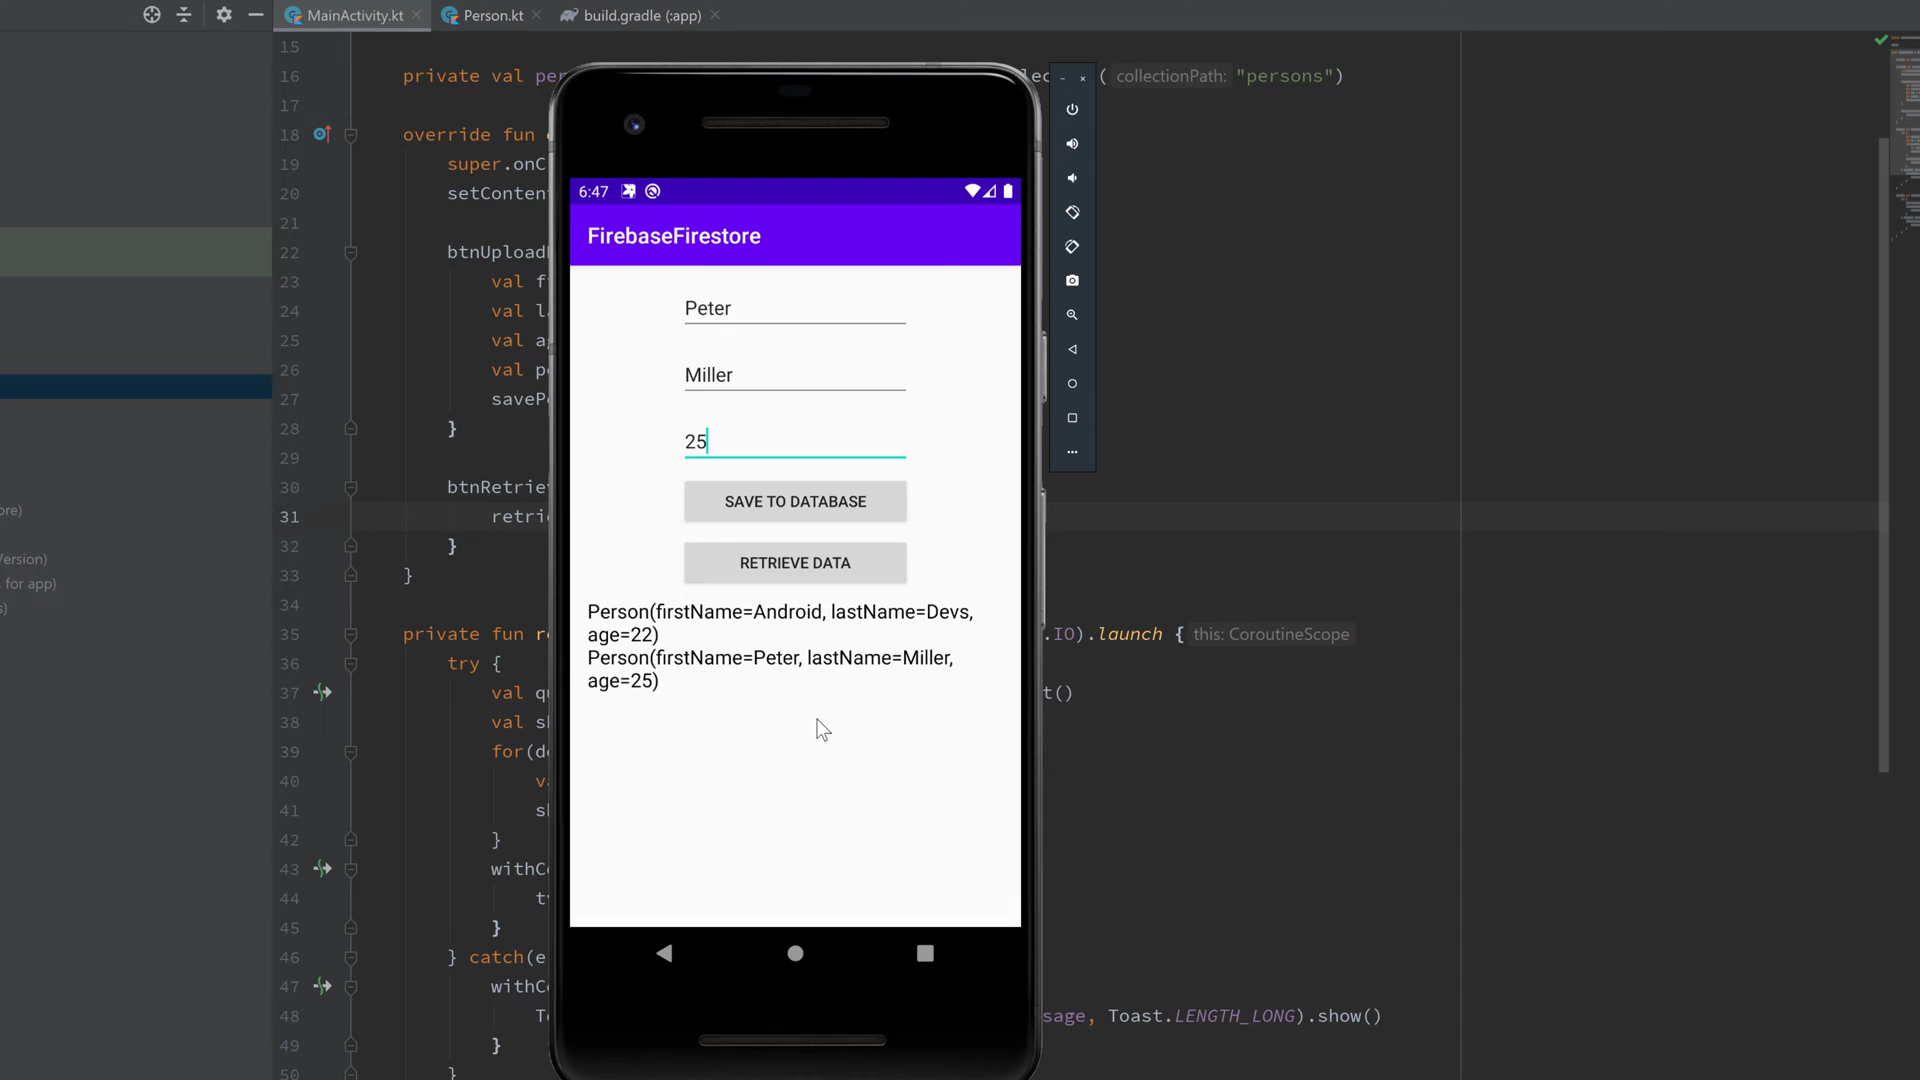 MainActivity.kt
Person.kt
build.gradle (:app)
15
16 private val pe
( collectionPath: "persons")
17
18 override fun
19 super.onC
20 setConten
21
22 btnUpload
23 val f
24 val l
25 val a
26 val p
27 saveP
28 }
29
30 btnRetrie
31 retri
32 }
33 }
34
35 private fun re
.IO).launch { this: CoroutineScope
36 try {
37 val qu
t()
38 val s
39 for(d
40 va
41 s
42 }
43 withC
44 t
45 }
46 } catch(e
47 withC
48 T
sage, Toast.LENGTH_LONG).show()
49 }
50 }
ore)
Version)
s for app)
s)
6:47
FirebaseFirestore
Peter
Miller
25
SAVE TO DATABASE
RETRIEVE DATA
Person(firstName=Android, lastName=Devs,
age=22)
Person(firstName=Peter, lastName=Miller,
age=25)